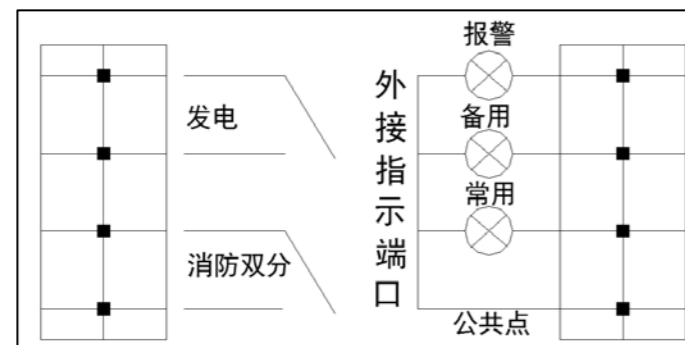 报警
发电
备用
常用
外接指示端口
消防双分
公共点